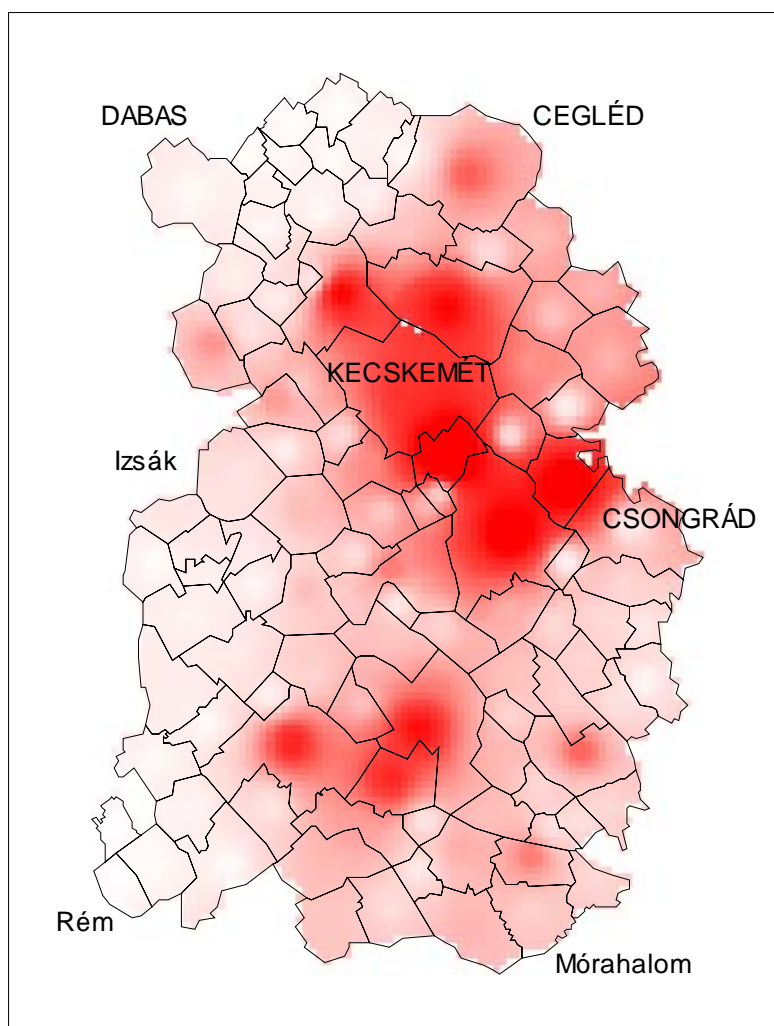 DABAS
CEGLÉD
KECSKEMÉT
Izsák
CSONGRÁD
Rém
Mórahalom